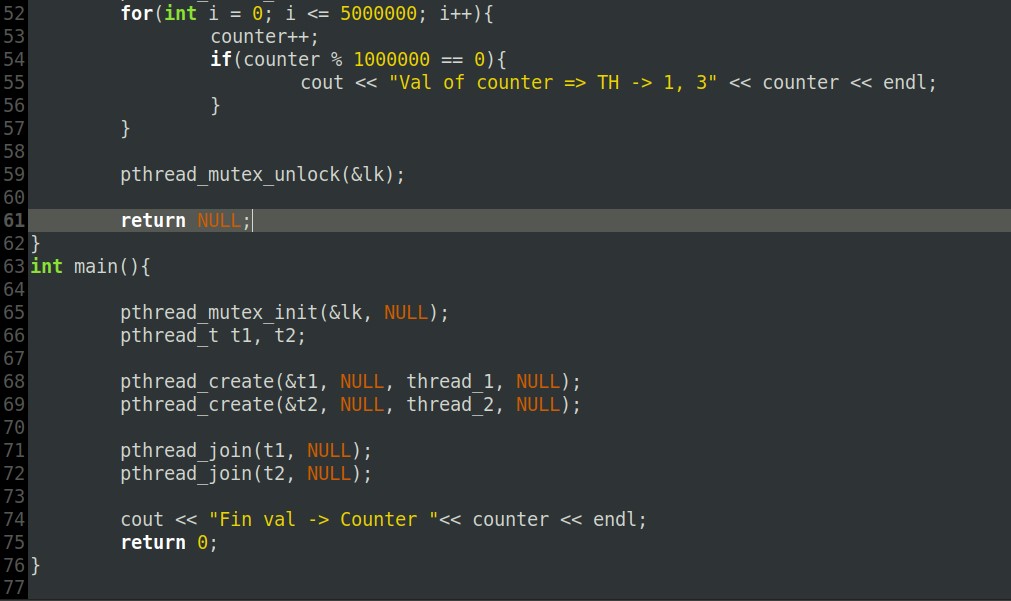 52 for(int i = 0; i <= 5000000; i++){
53 counter++;
54 if(counter % 1000000 == 0){
55 cout << "Val of counter => TH -> 1, 3" << counter << endl;
56 }
57 }
58
59 pthread_mutex_unlock(&lk);
60
61 return NULL;
62 }
63 int main(){
64
65 pthread_mutex_init(&lk, NULL);
66 pthread_t t1, t2;
67
68 pthread_create(&t1, NULL, thread_1, NULL);
69 pthread_create(&t2, NULL, thread_2, NULL);
70
71 pthread_join(t1, NULL);
72 pthread_join(t2, NULL);
73
74 cout << "Fin val -> Counter "<< counter << endl;
75 return 0;
76 }
77